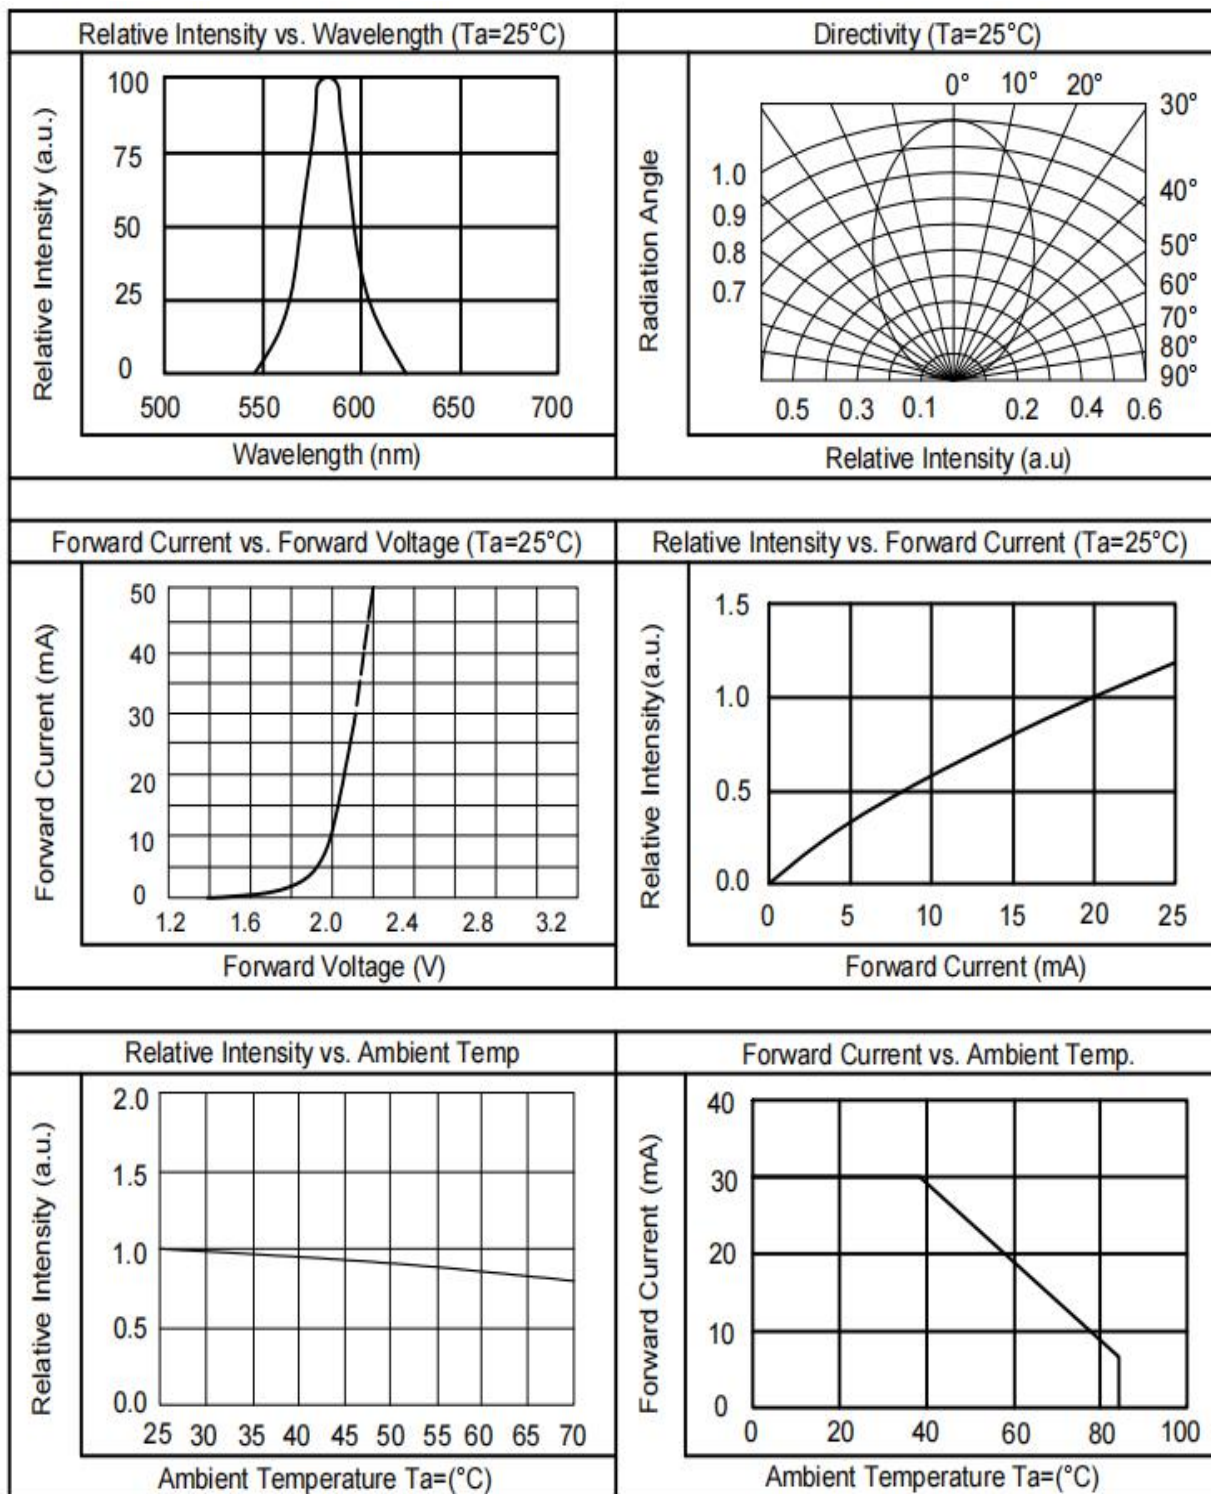 Relative Intensity vs. Wavelength (Ta=25°C)
Relative Intensity (a.u.)
100
75
50
25
0
500 550 600 650 700
Wavelength (nm)
Directivity (Ta=25°C)
Radiation Angle
0° 10° 20°
30°
40°
50°
60°
70°
80°
90°
1.0
0.9
0.8
0.7
0.5 0.3 0.1 0.2 0.4 0.6
Relative Intensity (a.u)
Forward Current vs. Forward Voltage (Ta=25°C)
Forward Current (mA)
50
40
30
20
10
0
1.2 1.6 2.0 2.4 2.8 3.2
Forward Voltage (V)
Relative Intensity vs. Forward Current (Ta=25°C)
Relative Intensity(a.u.)
1.5
1.0
0.5
0.0
0 5 10 15 20 25
Forward Current (mA)
Relative Intensity vs. Ambient Temp
Relative Intensity (a.u.)
2.0
1.5
1.0
0.5
0.0
25 30 35 40 45 50 55 60 65 70
Ambient Temperature Ta=(°C)
Forward Current vs. Ambient Temp.
Forward Current (mA)
40
30
20
10
0
0 20 40 60 80 100
Ambient Temperature Ta=(°C)